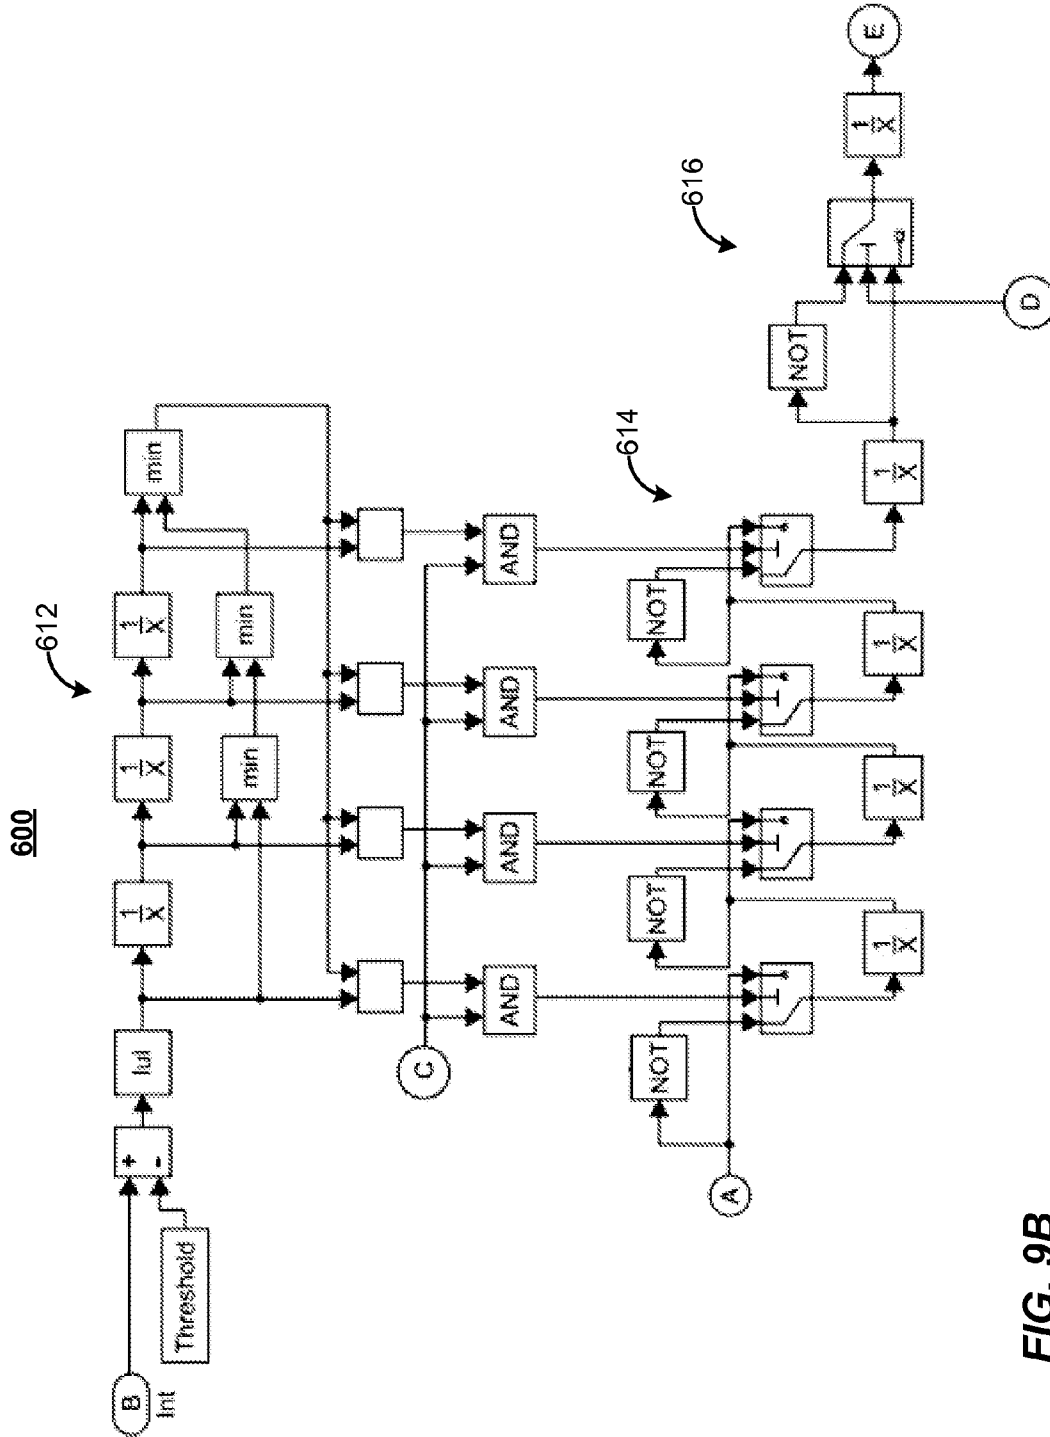 600
612
B
Int
Threshold
+
-
|u|
1
X
1
X
1
X
min
min
min
C
AND
AND
AND
AND
614
A
NOT
NOT
NOT
NOT
1
X
1
X
1
X
1
X
616
NOT
D
1
X
E
FIG. 9B